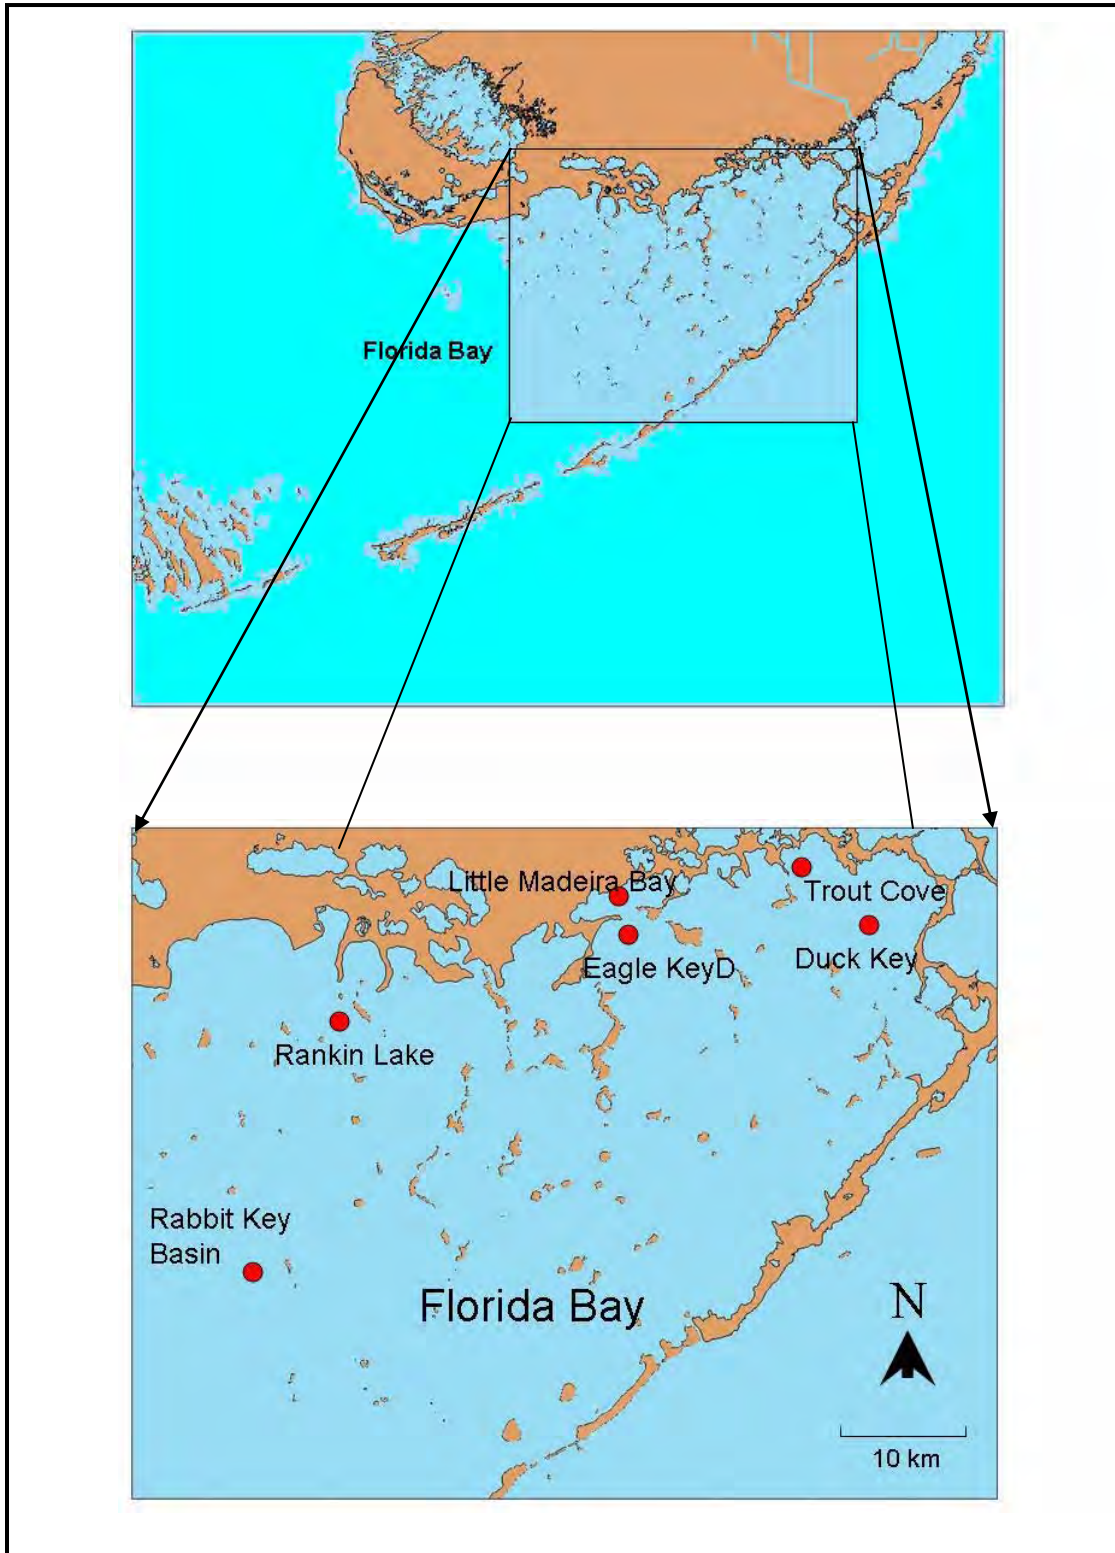 Florida Bay
Little Madeira Bay
Trout Cove
Eagle KeyD
Duck Key
Rankin Lake
Rabbit Key
Basin
Florida Bay
N
10 km